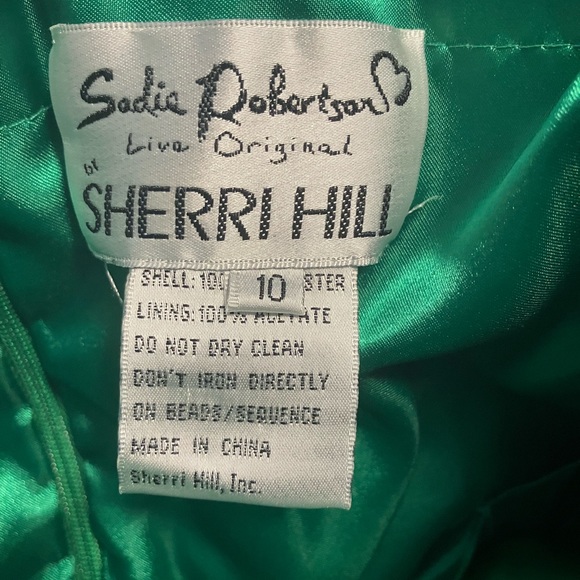 Sadie Robertson
Live Original
by
SHERRI HILL
10
SHELL: 100 STER
LINING: 100% ACETATE
DO NOT DRY CLEAN
DON'T IRON DIRECTLY
ON BEADS/SEQUENCE
MADE IN CHINA
Sherri Hill, Inc.